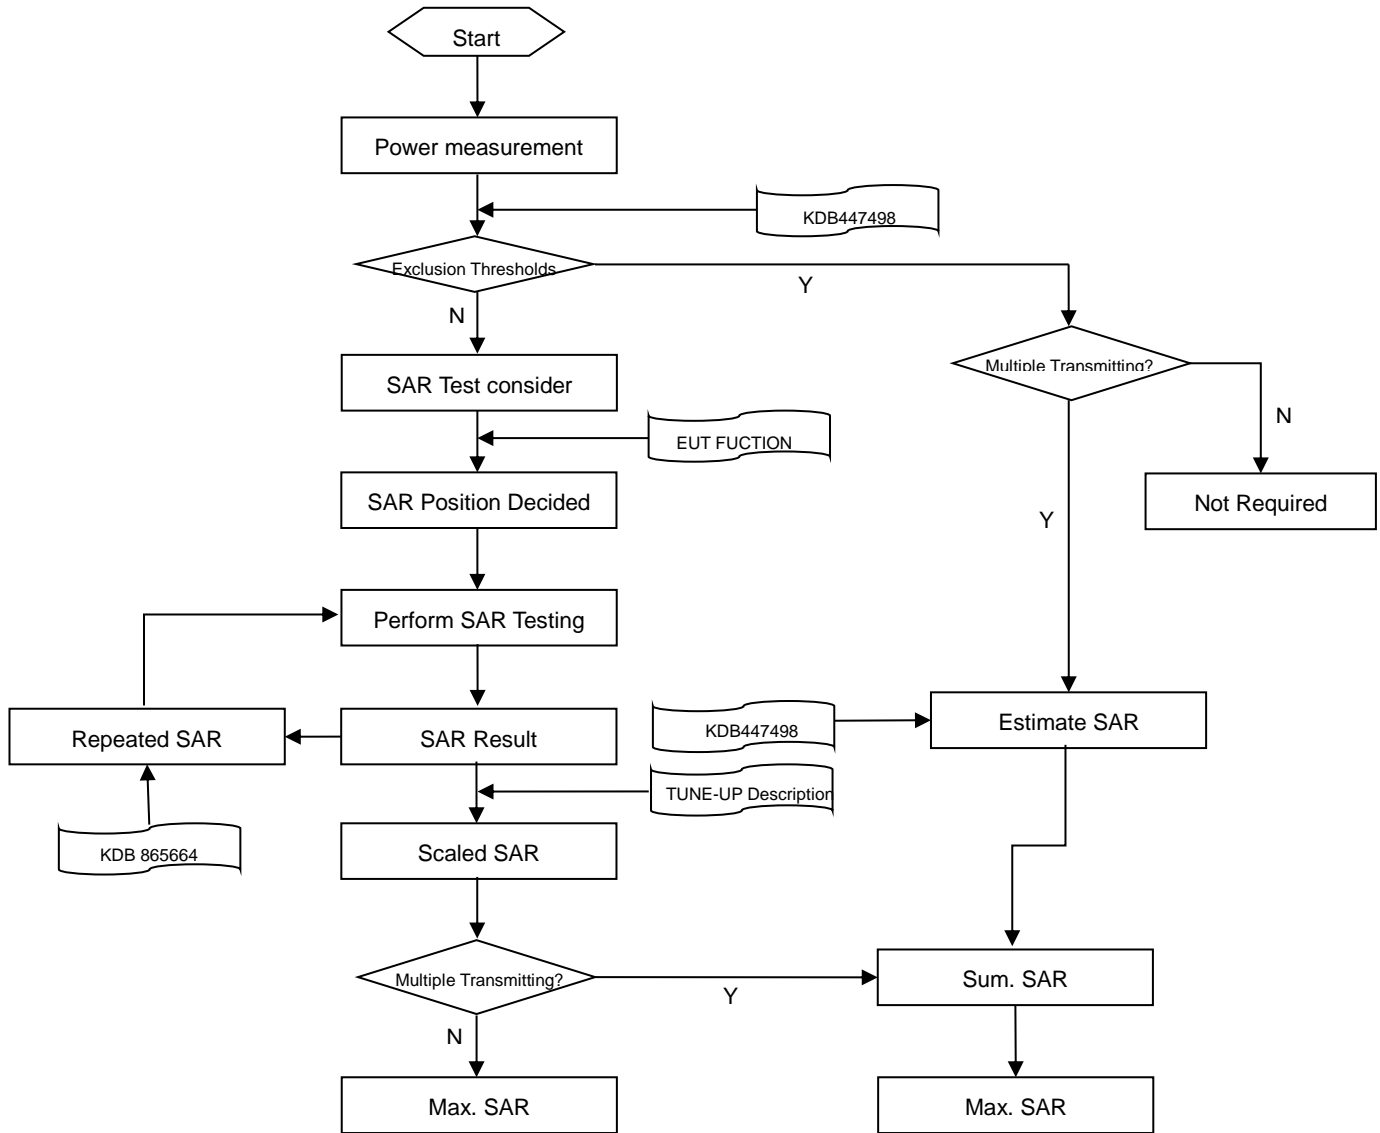 Start
Power measurement
KDB447498
Exclusion Thresholds
Y
N
Multiple Transmitting?
SAR Test consider
N
EUT FUCTION
SAR Position Decided
Not Required
Y
Perform SAR Testing
Repeated SAR
SAR Result
KDB447498
Estimate SAR
TUNE-UP Description
KDB 865664
Scaled SAR
Multiple Transmitting?
Y
Sum. SAR
N
Max. SAR
Max. SAR